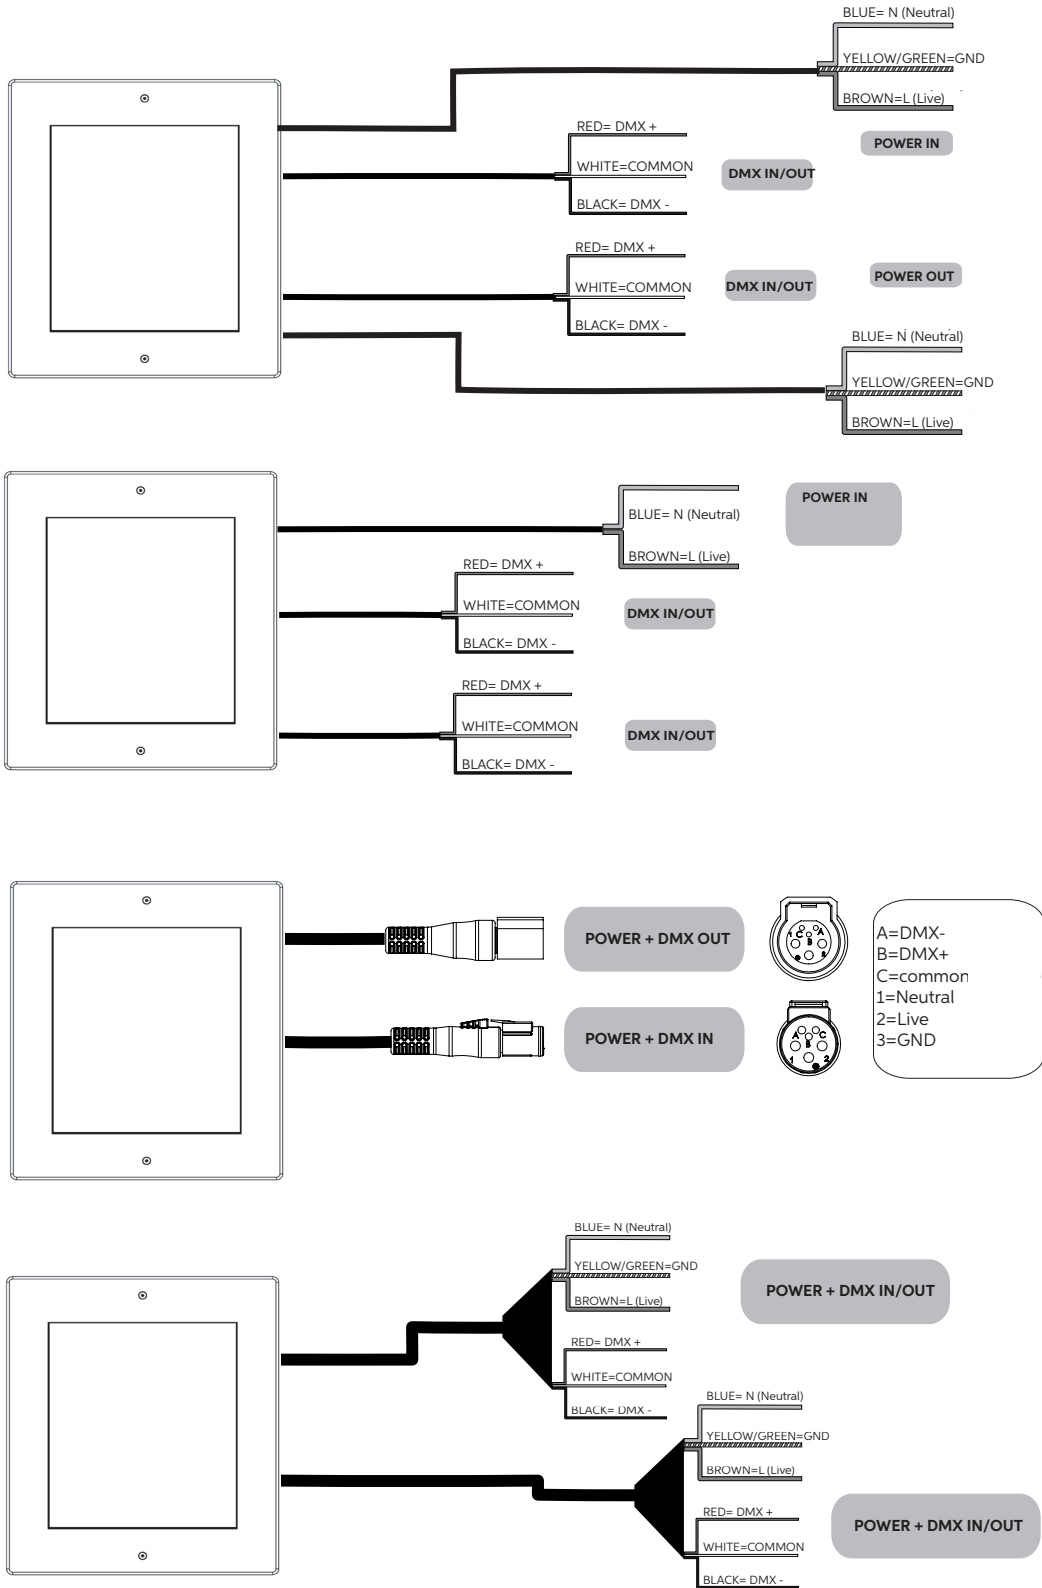 BLUE= N (Neutral)
YELLOW/GREEN=GND
BROWN=L (Live)
POWER IN
RED= DMX +
WHITE=COMMON
BLACK= DMX -
DMX IN/OUT
RED= DMX +
WHITE=COMMON
BLACK= DMX -
DMX IN/OUT
POWER OUT
BLUE= N (Neutral)
YELLOW/GREEN=GND
BROWN=L (Live)
BLUE= N (Neutral)
BROWN=L (Live)
POWER IN
RED= DMX +
WHITE=COMMON
BLACK= DMX -
DMX IN/OUT
RED= DMX +
WHITE=COMMON
BLACK= DMX -
DMX IN/OUT
POWER + DMX OUT
1 C A
B
2
POWER + DMX IN
A C
B
1 2
A=DMX-
B=DMX+
C=common
1=Neutral
2=Live
3=GND
BLUE= N (Neutral)
YELLOW/GREEN=GND
BROWN=L (Live)
RED= DMX +
WHITE=COMMON
BLACK= DMX -
POWER + DMX IN/OUT
BLUE= N (Neutral)
YELLOW/GREEN=GND
BROWN=L (Live)
RED= DMX +
WHITE=COMMON
BLACK= DMX -
POWER + DMX IN/OUT